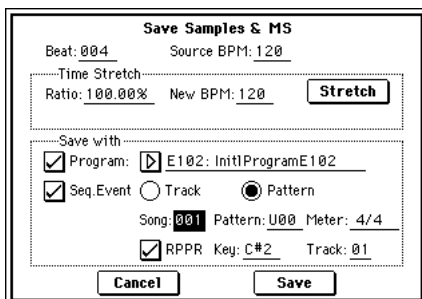 Save Samples & MS
Beat: 004 Source BPM: 120
Time Stretch
Ratio: 100.00% New BPM: 120 Stretch
Save with
Program: E102: InitlProgramE102
Seq.Event Track Pattern
Song: 001 Pattern: U00 Meter: 4/4
RPPR Key: C#2 Track: 01
Cancel Save